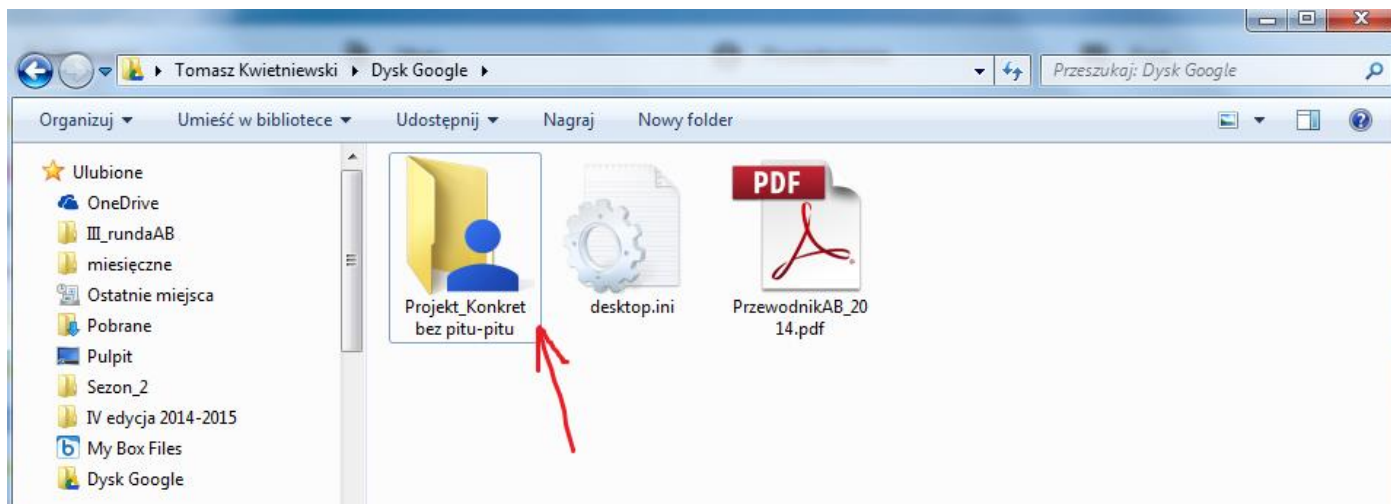 Tomasz Kwietniewski Dysk Google
Przeszukaj: Dysk Google
Organizuj Umieść w bibliotece Udostępnij Nagraj Nowy folder
Ulubione
OneDrive
III_rundaAB
miesięczne
Ostatnie miejsca
Pobrane
Pulpit
Sezon_2
IV edycja 2014-2015
My Box Files
Dysk Google
Projekt_Konkret
bez pitu-pitu
desktop.ini
PDF
PrzewodnikAB_20
14.pdf